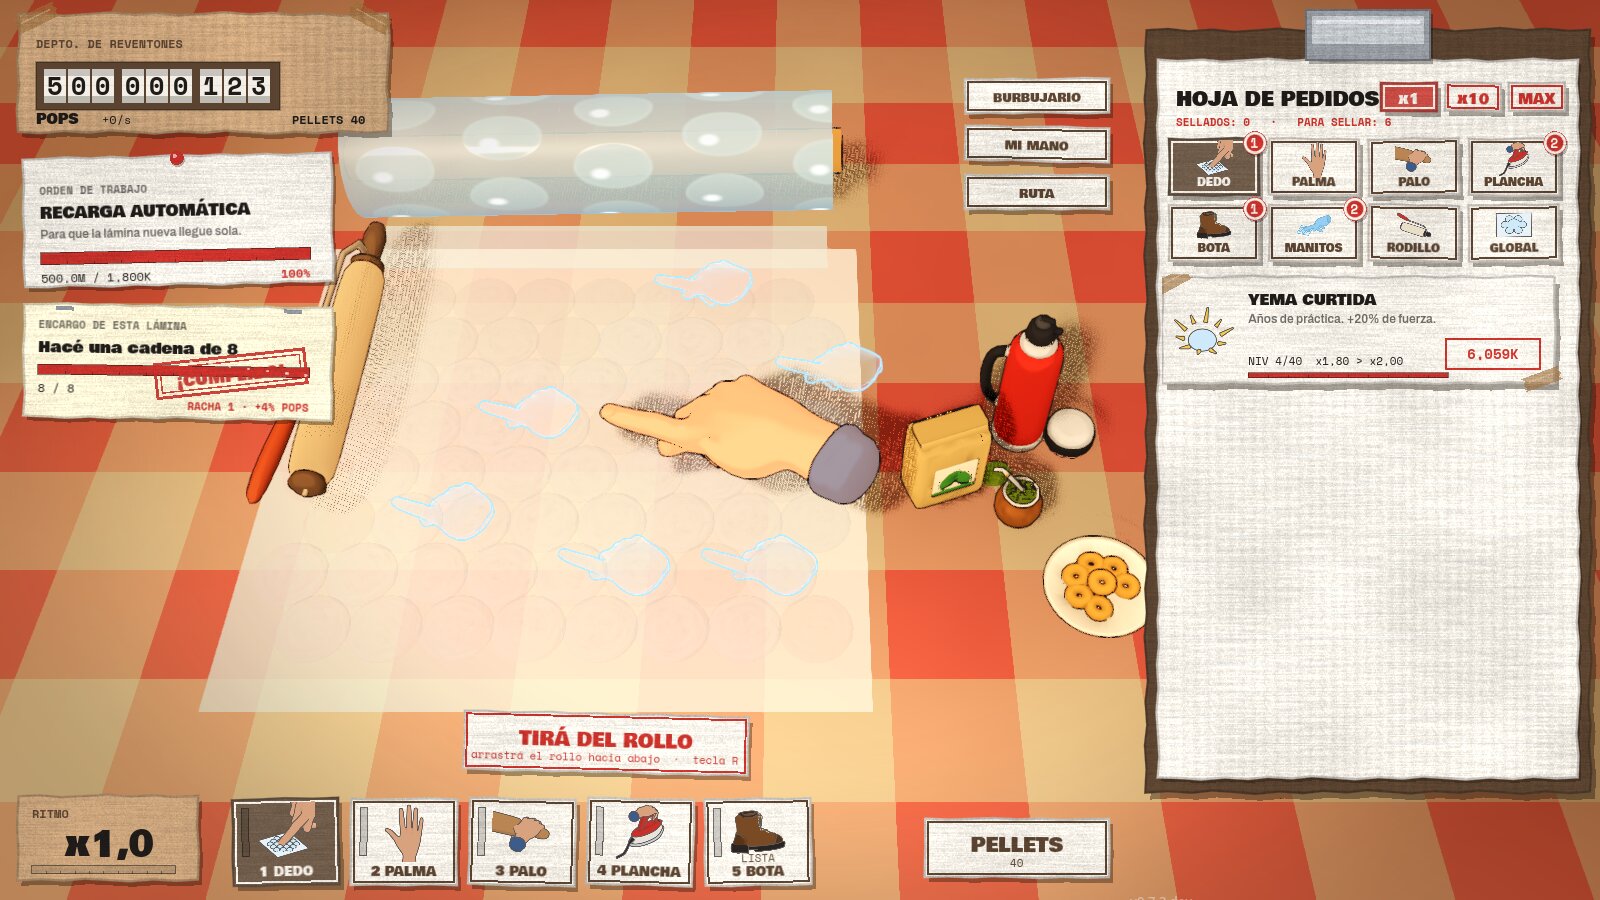 DEPTO. DE REVENTONES
500 000 123
POPS +0/s PELLETS 40
ORDEN DE TRABAJO
RECARGA AUTOMÁTICA
Para que la lámina nueva llegue sola.
500.0M / 1.800K 100%
ENCARGO DE ESTA LÁMINA
Hacé una cadena de 8
8 / 8
RACHA 1 · +4% POPS
BURBUJARIO
MI MANO
RUTA
HOJA DE PEDIDOS x1 x10 MAX
SELLADOS: 0 · PARA SELLAR: 6
1
2
DEDO PALMA PALO PLANCHA
1
2
BOTA MANITOS RODILLO GLOBAL
YEMA CURTIDA
Años de práctica. +20% de fuerza.
NIV 4/40 x1,80 > x2,00
6.059K
TIRÁ DEL ROLLO
arrastrá el rollo hacia abajo · tecla R
RITMO
x1,0
1 DEDO
2 PALMA
3 PALO
4 PLANCHA
LISTA
5 BOTA
PELLETS
40